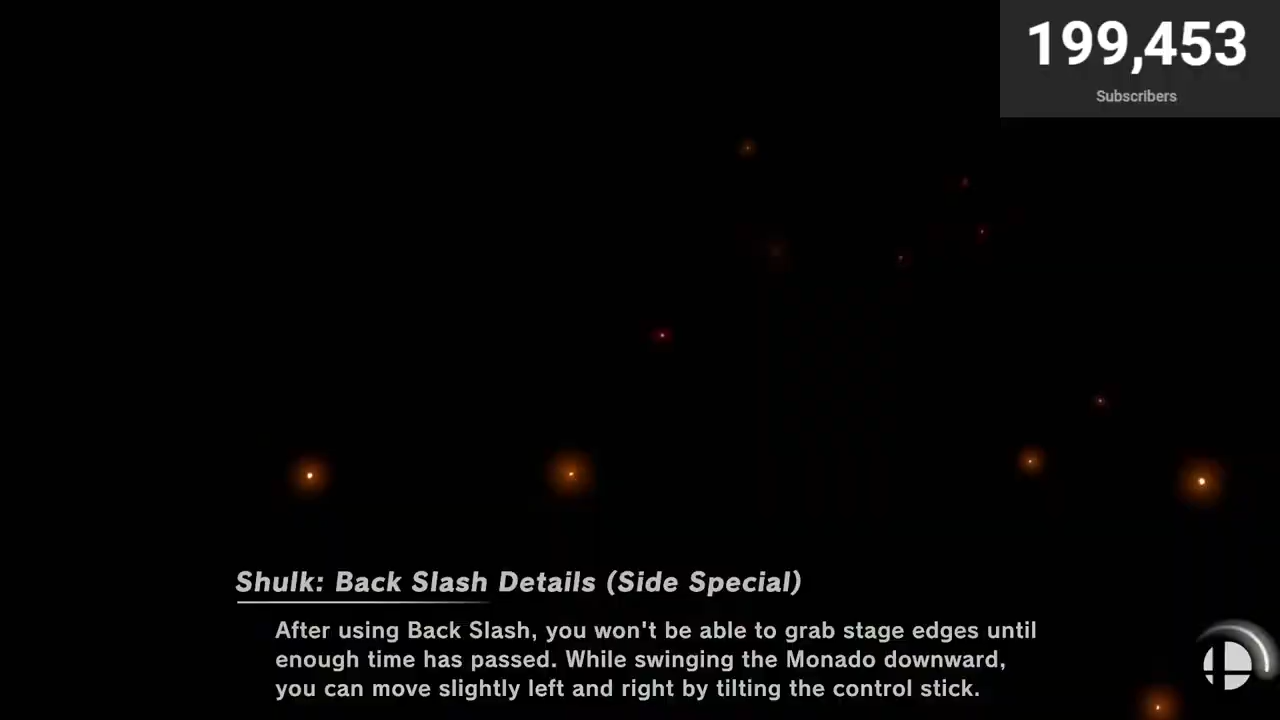 199,453
Subscribers
Shulk: Back Slash Details (Side Special)
After using Back Slash, you won't be able to grab stage edges until
enough time has passed. While swinging the Monado downward,
you can move slightly left and right by tilting the control stick.